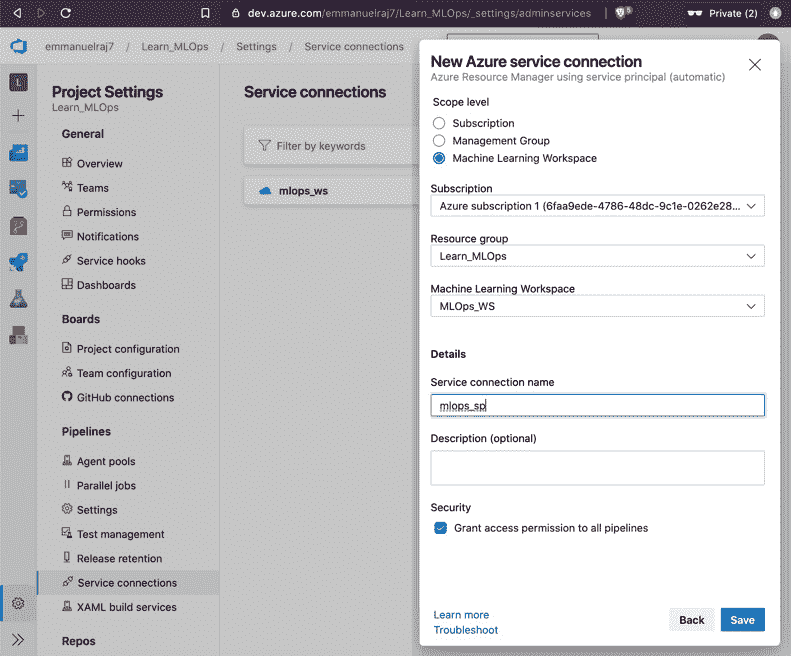 dev.azure.com/emmanuelraj7/Learn_MLOps/_settings/adminservices
5
Private (2)
emmanuelraj7 / Learn_MLOps / Settings / Service connections
L
Project Settings
Learn_MLOps
General
Overview
Teams
Permissions
Notifications
Service hooks
Dashboards
Boards
Project configuration
Team configuration
GitHub connections
Pipelines
Agent pools
Parallel jobs
Settings
Test management
Release retention
Service connections
XAML build services
Repos
Service connections
Filter by keywords
mlops_ws
New Azure service connection
Azure Resource Manager using service principal (automatic)
Scope level
Subscription
Management Group
Machine Learning Workspace
Subscription
Azure subscription 1 (6faa9ede-4786-48dc-9c1e-0262e28...
Resource group
Learn_MLOps
Machine Learning Workspace
MLOps_WS
Details
Service connection name
mlops_sp
Description (optional)
Security
Grant access permission to all pipelines
Learn more
Troubleshoot
Back
Save